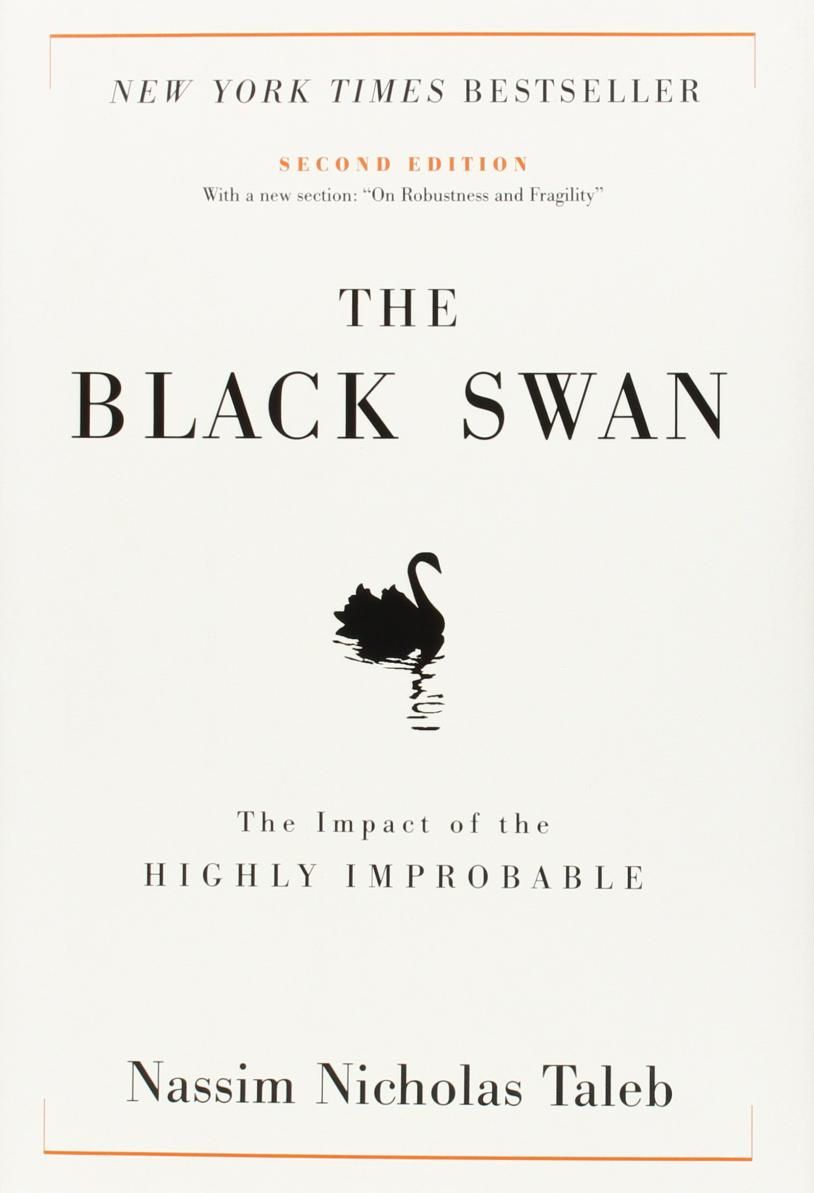 NEW YORK TIMES BESTSELLER
SECOND EDITION
With a new section: “On Robustness and Fragility”
THE
BLACK SWAN
The Impact of the
HIGHLY IMPROBABLE
Nassim Nicholas Taleb